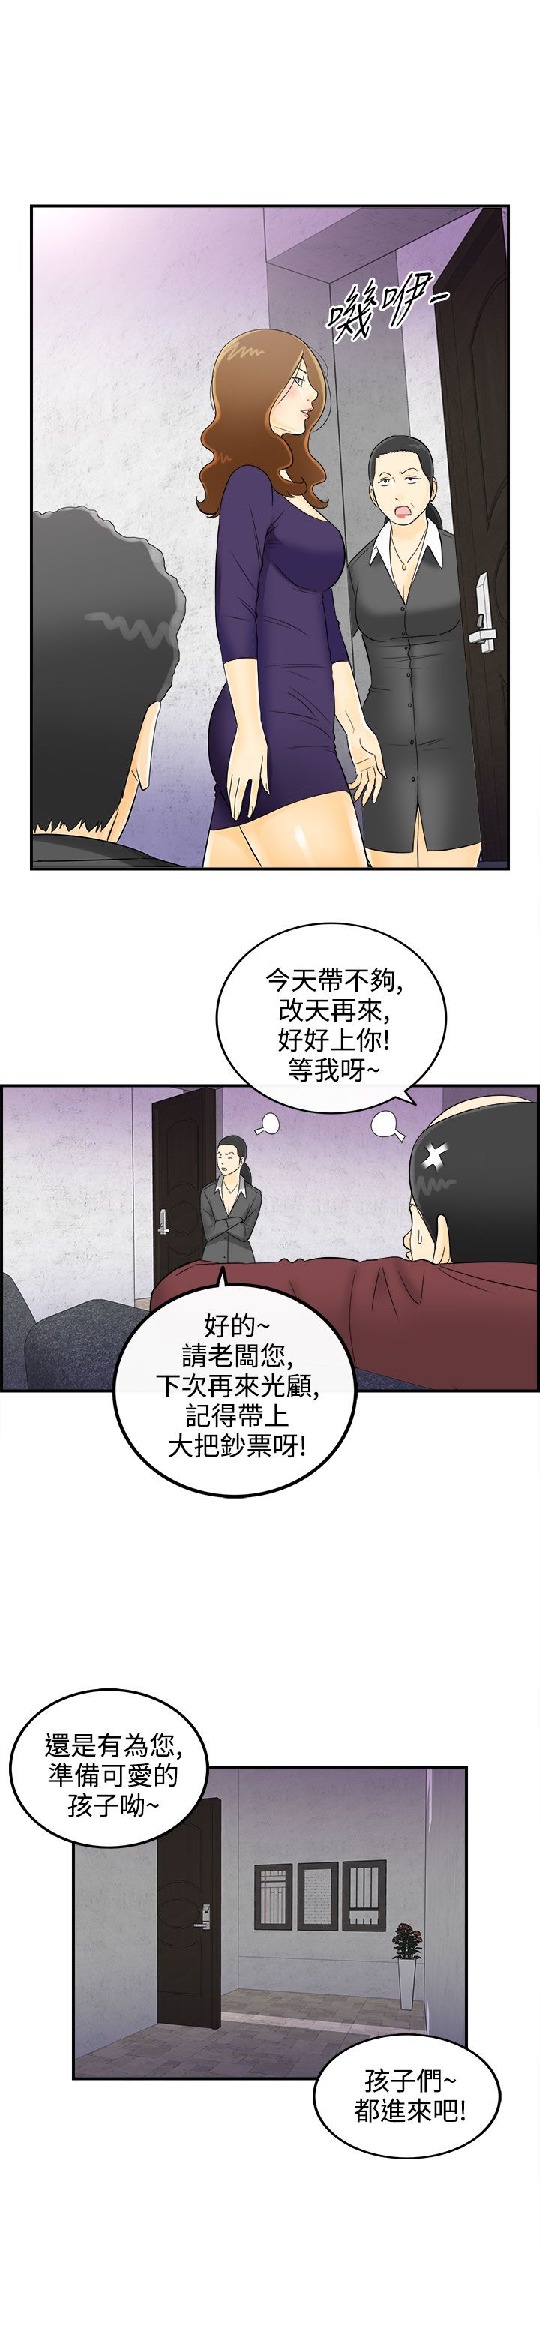 嘰咿~
今天帶不夠,
改天再來,
好好上你!
等我呀~
好的~
請老闆您,
下次再來光顧,
記得帶上
大把鈔票呀!
還是有為您,
準備可愛的
孩子呦~
孩子們~
都進來吧!